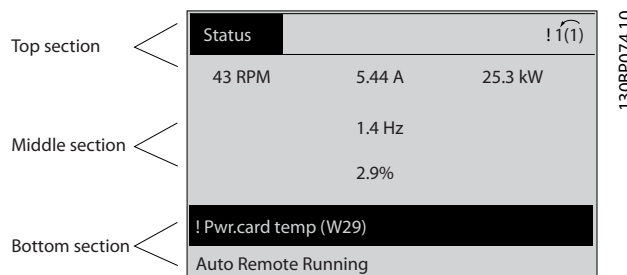 Status ! 1(1)
Top section
43 RPM 5.44 A 25.3 kW
1.4 Hz
Middle section
2.9%
! Pwr.card temp (W29)
Bottom section
Auto Remote Running
130BP074.10